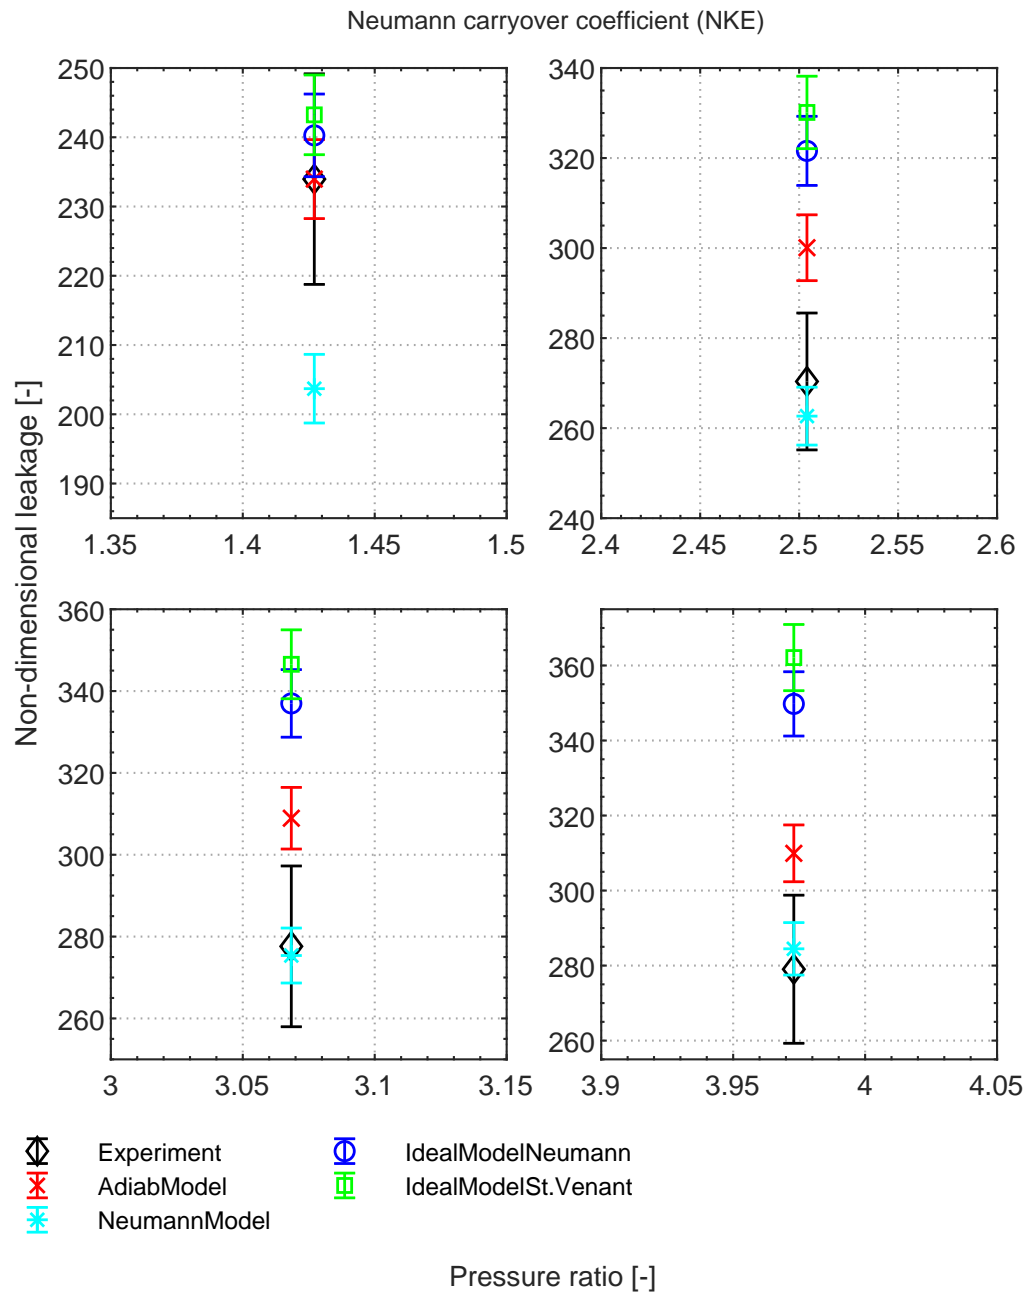 Neumann carryover coefficient (NKE)
Non-dimensional leakage [-]
250
240
230
220
210
200
190
1.35 1.4 1.45 1.5
340
320
300
280
260
240
2.4 2.45 2.5 2.55 2.6
360
340
320
300
280
260
3 3.05 3.1 3.15
360
340
320
300
280
260
3.9 3.95 4 4.05
Experiment IdealModelNeumann
AdiabModel IdealModelSt.Venant
NeumannModel
Pressure ratio [-]